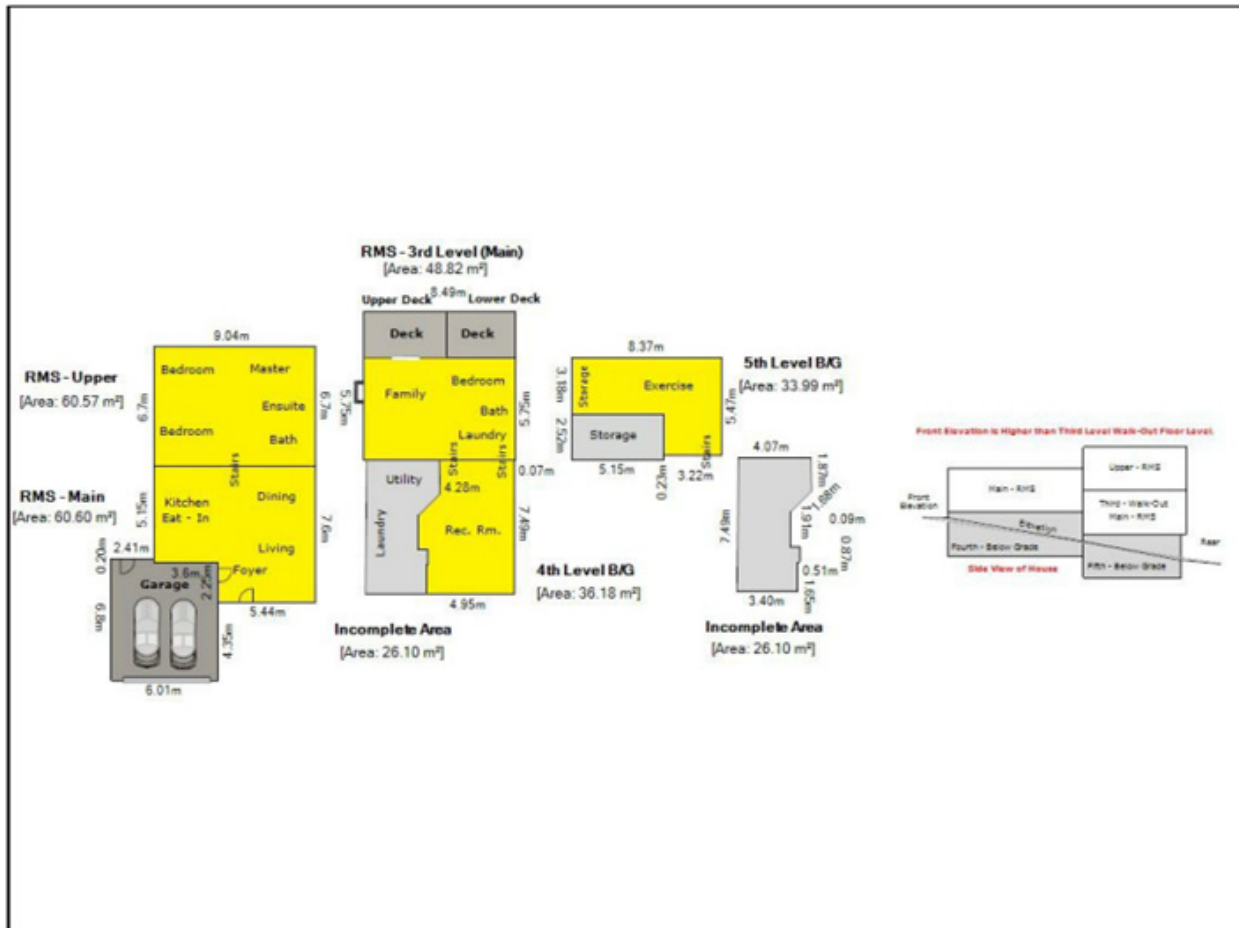 RMS - 3rd Level (Main)
[Area: 48.82 m²]
8.49m
Upper Deck
Lower Deck
Deck
Deck
9.04m
RMS - Upper
[Area: 60.57 m²]
6.7m
Bedroom
Master
Ensuite
Bedroom
Bath
6.7m
Stairs
RMS - Main
[Area: 60.60 m²]
5.15m
Kitchen
Eat - In
Dining
Living
7.6m
0.20m
2.41m
3.6m
Foyer
2.25m
Garage
5.44m
6.8m
4.35m
6.01m
5.75m
Family
Bedroom
Bath
Laundry
5.75m
Stairs
Stairs
0.07m
Utility
4.28m
Laundry
Rec. Rm.
7.49m
4.95m
4th Level B/G
[Area: 36.18 m²]
Incomplete Area
[Area: 26.10 m²]
8.37m
3.18m
Storage
Exercise
5.47m
2.52m
Storage
Stairs
5.15m
0.23m
3.22m
5th Level B/G
[Area: 33.99 m²]
4.07m
1.87m
1.88m
7.49m
1.91m
0.09m
0.87m
0.51m
1.65m
3.40m
Incomplete Area
[Area: 26.10 m²]
Front Elevation is Higher than Third Level Walk-Out Floor Level.
Upper - RMS
Main - RMS
Third - Walk-Out
Main - RMS
Front
Elevation
Elevation
Rear
Fourth - Below Grade
Fifth - Below Grade
Side View of House